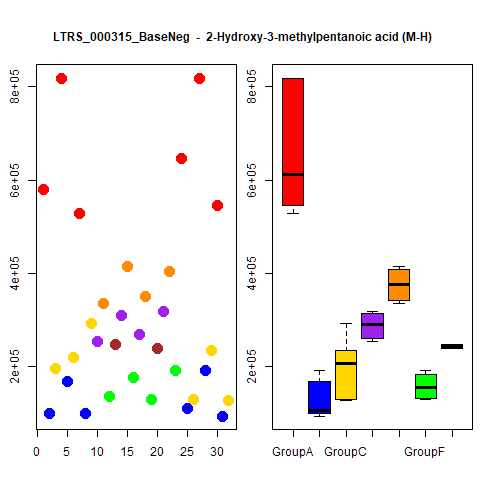 LTRS_000315_BaseNeg - 2-Hydroxy-3-methylpentanoic acid (M-H)
8e+05
6e+05
4e+05
2e+05
0 5 10 15 20 25 30
8e+05
6e+05
4e+05
2e+05
GroupA GroupC GroupF